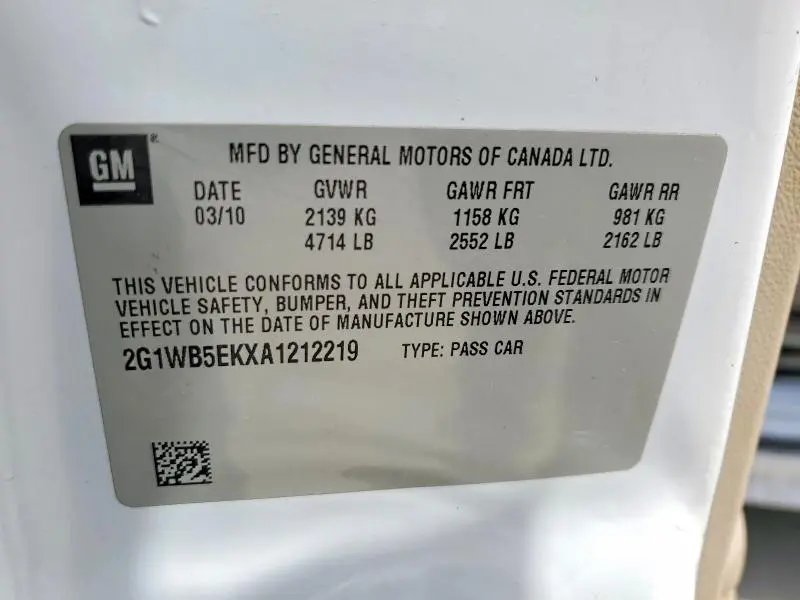 GM®
MFD BY GENERAL MOTORS OF CANADA LTD.
DATE GVWR GAWR FRT GAWR RR
03/10 2139 KG 1158 KG 981 KG
4714 LB 2552 LB 2162 LB
THIS VEHICLE CONFORMS TO ALL APPLICABLE U.S. FEDERAL MOTOR
VEHICLE SAFETY, BUMPER, AND THEFT PREVENTION STANDARDS IN
EFFECT ON THE DATE OF MANUFACTURE SHOWN ABOVE.
2G1WB5EKXA1212219 TYPE: PASS CAR